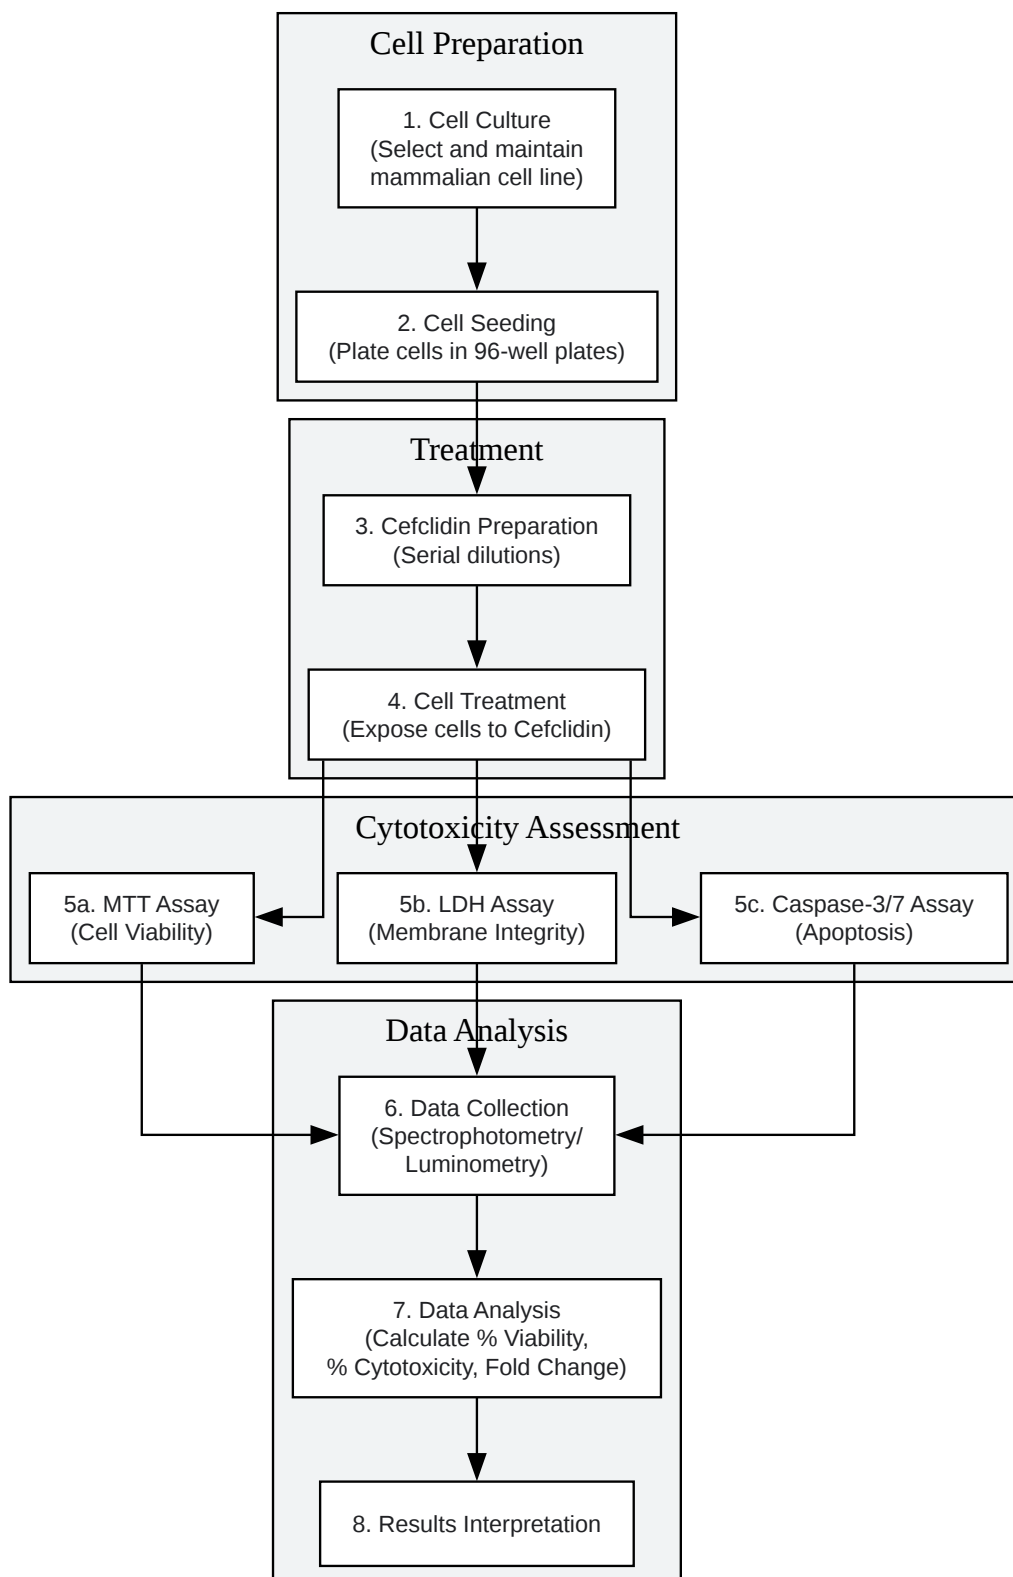 Cell Preparation
1. Cell Culture
(Select and maintain
mammalian cell line)
2. Cell Seeding
(Plate cells in 96-well plates)
Treatment
3. Cefclidin Preparation
(Serial dilutions)
4. Cell Treatment
(Expose cells to Cefclidin)
Cytotoxicity Assessment
5a. MTT Assay
(Cell Viability)
5b. LDH Assay
(Membrane Integrity)
5c. Caspase-3/7 Assay
(Apoptosis)
Data Analysis
6. Data Collection
(Spectrophotometry/
Luminometry)
7. Data Analysis
(Calculate % Viability,
% Cytotoxicity, Fold Change)
8. Results Interpretation